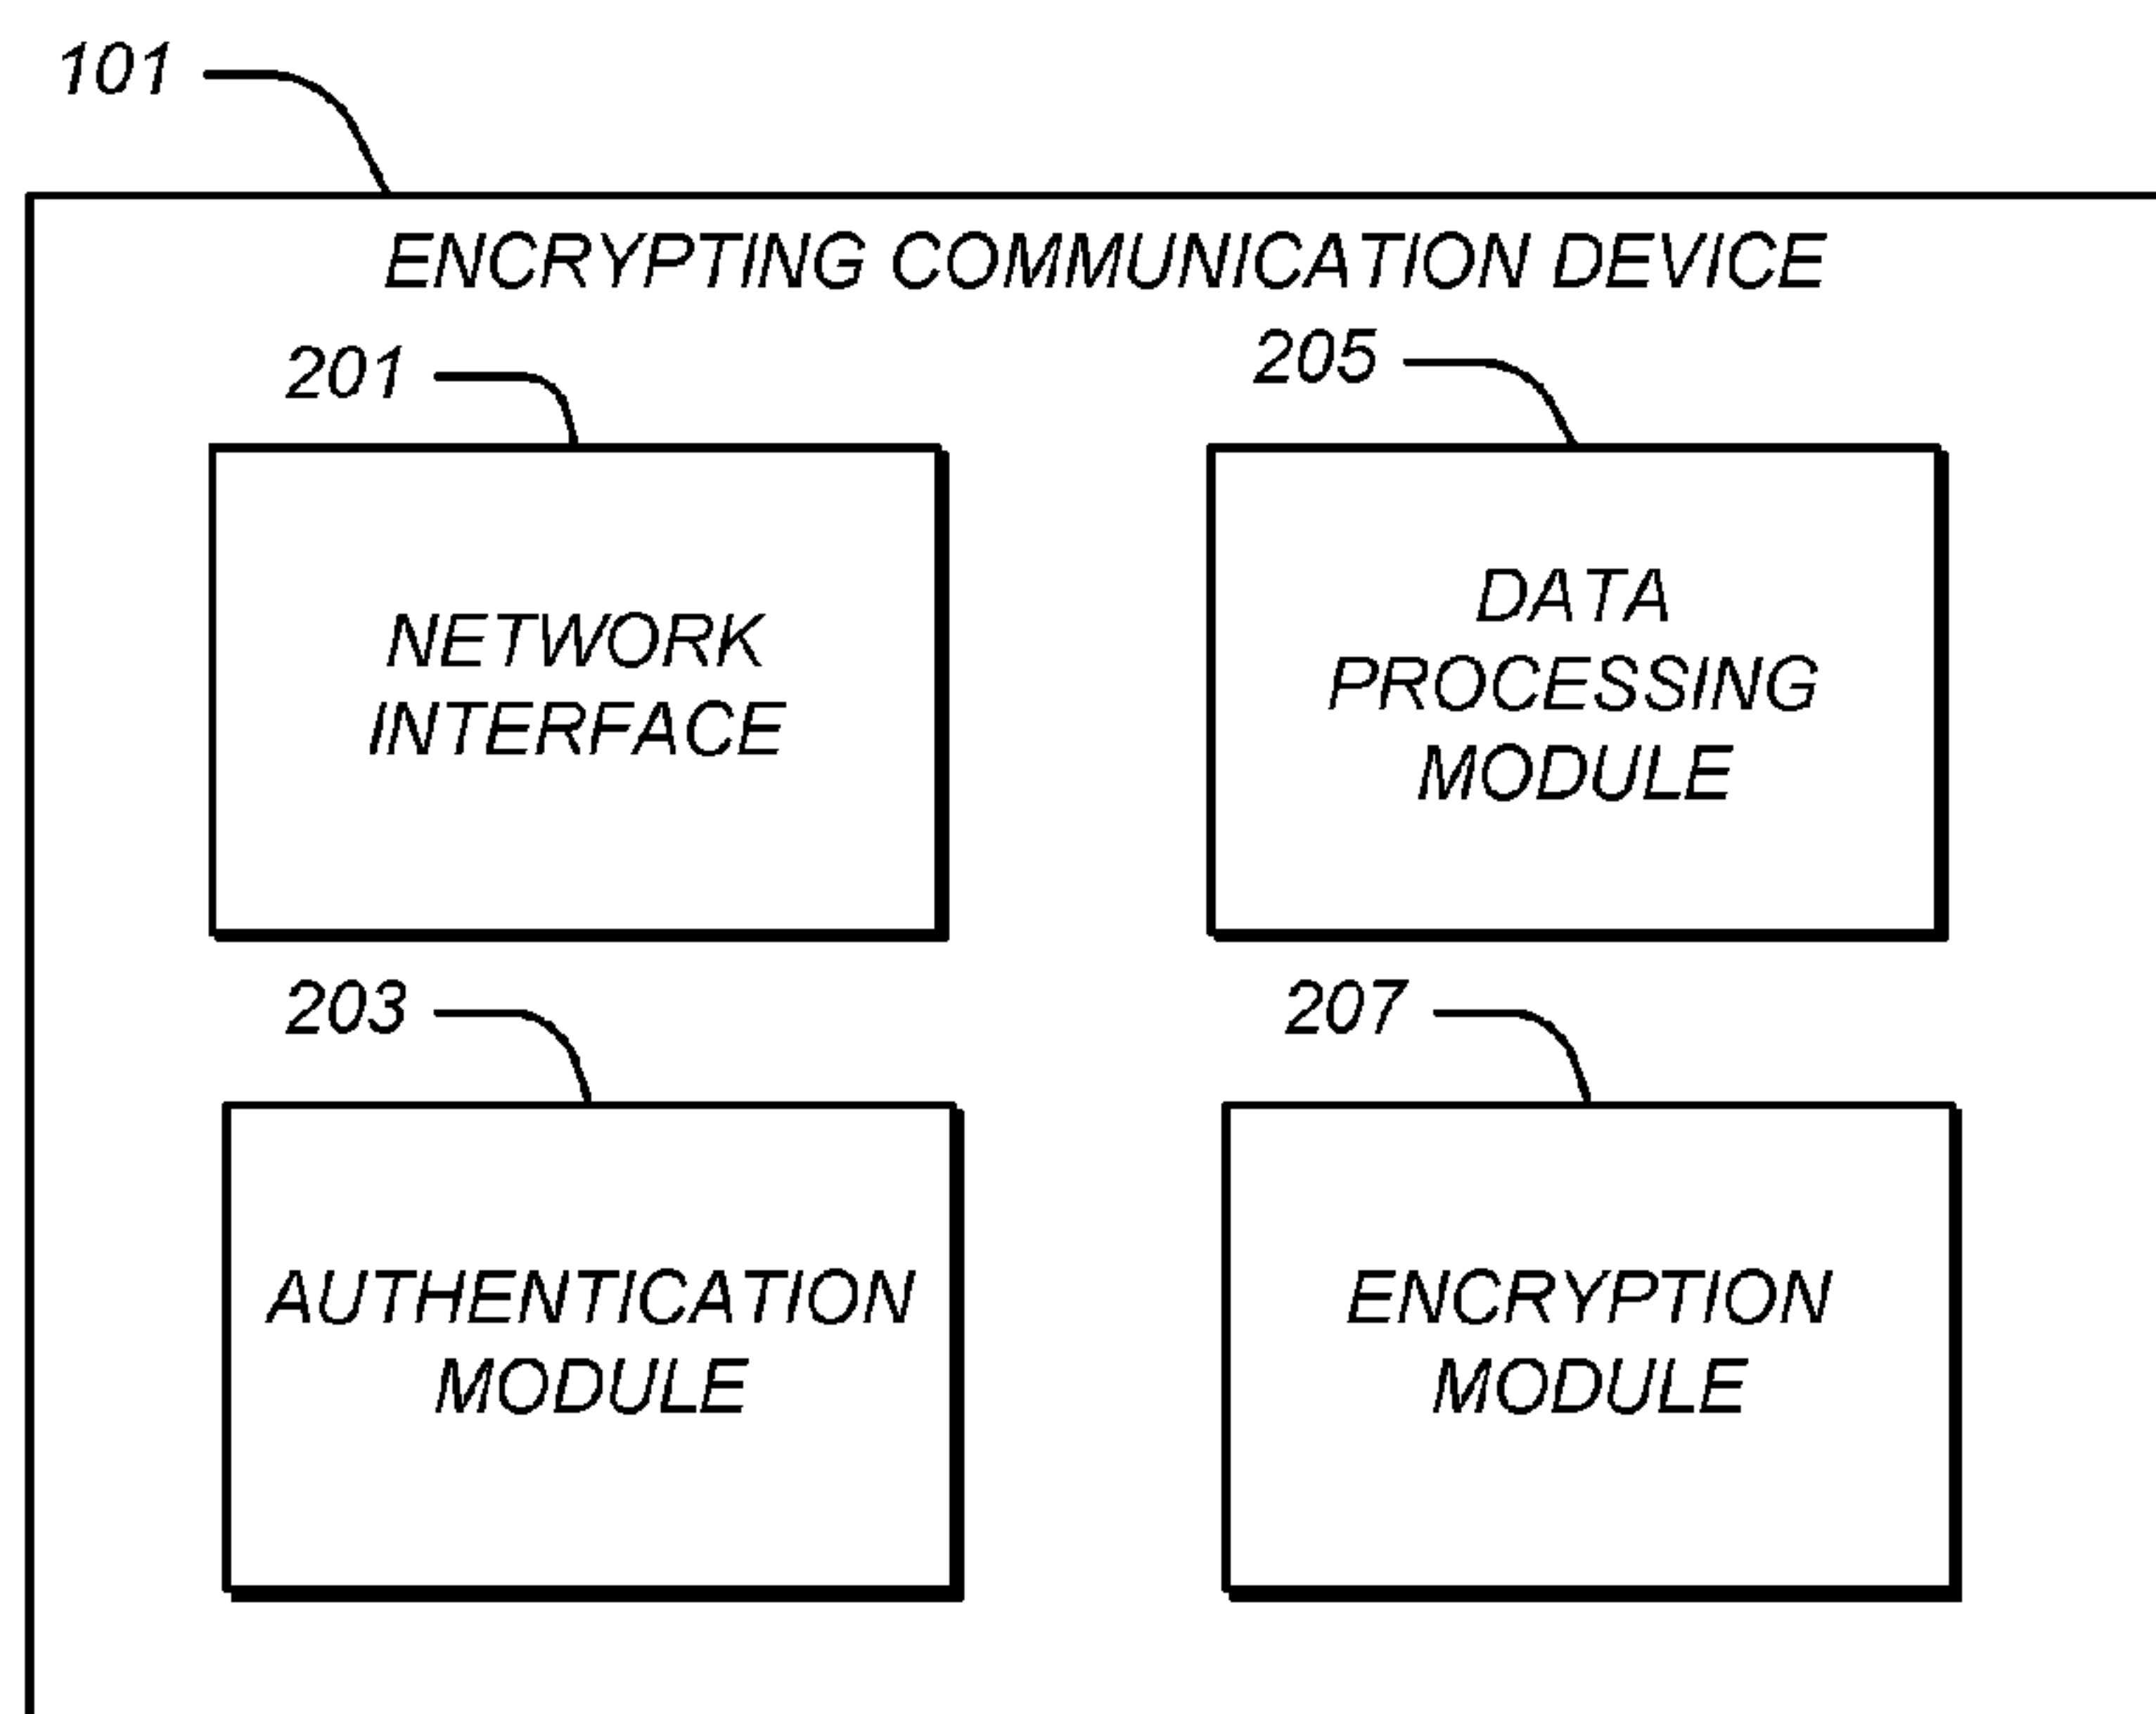 101
ENCRYPTING COMMUNICATION DEVICE
201
NETWORK
INTERFACE
205
DATA
PROCESSING
MODULE
203
AUTHENTICATION
MODULE
207
ENCRYPTION
MODULE